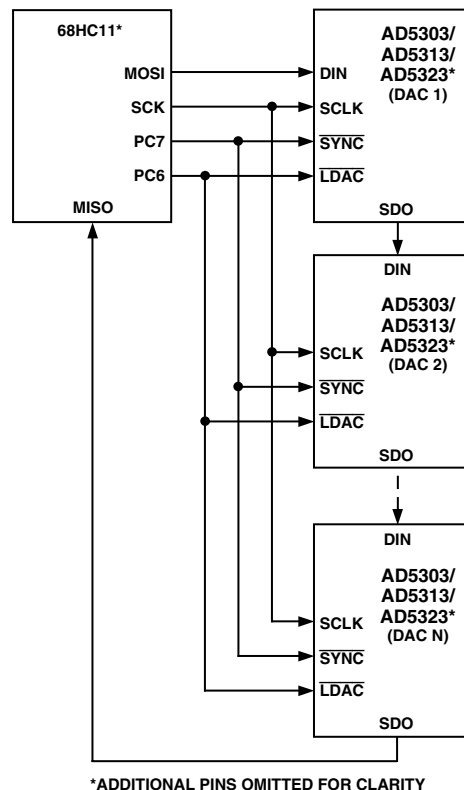 68HC11*
MOSI
SCK
PC7
PC6
MISO
AD5303/
AD5313/
AD5323*
(DAC 1)
DIN
SCLK
SYNC
LDAC
SDO
DIN
AD5303/
AD5313/
AD5323*
(DAC 2)
SCLK
SYNC
LDAC
SDO
DIN
AD5303/
AD5313/
AD5323*
(DAC N)
SCLK
SYNC
LDAC
SDO
*ADDITIONAL PINS OMITTED FOR CLARITY